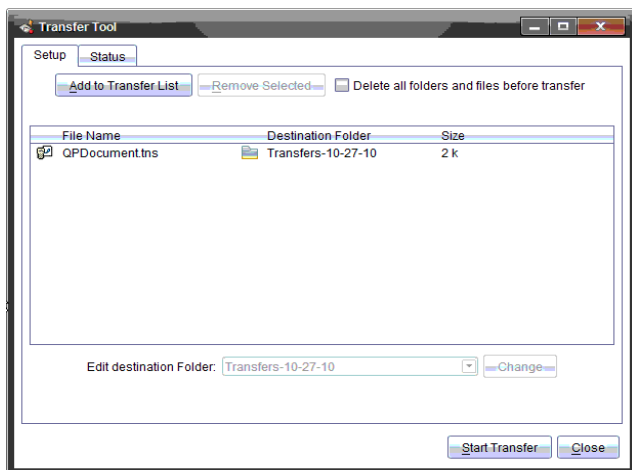 Transfer Tool
Setup Status
Add to Transfer List Remove Selected Delete all folders and files before transfer
File Name Destination Folder Size
QPDocument.tns Transfers-10-27-10 2 k
Edit destination Folder: Transfers-10-27-10 Change
Start Transfer Close